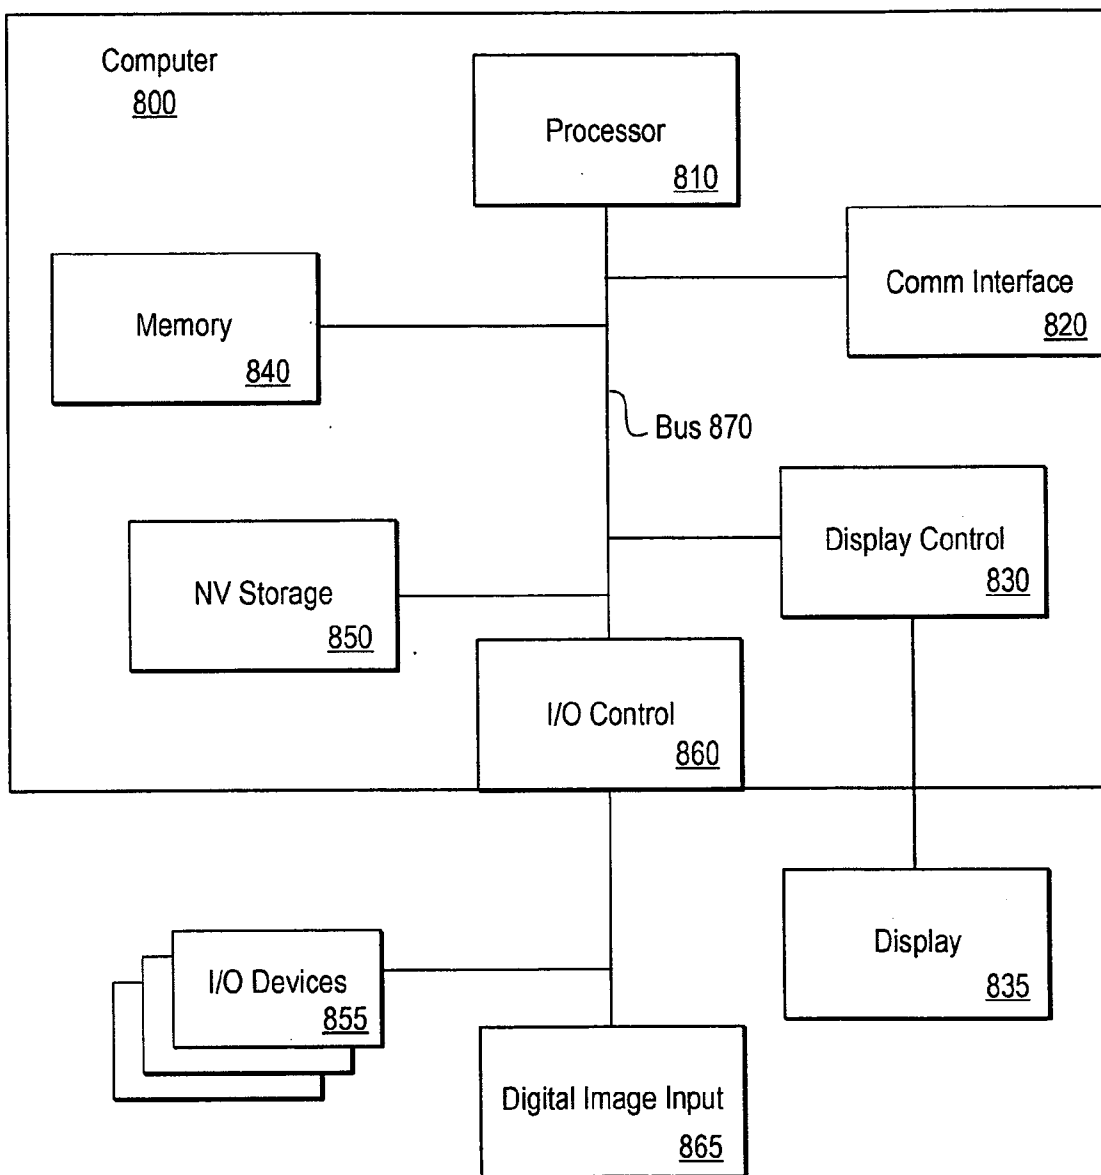 Computer
800
Processor
810
Comm Interface
820
Memory
840
Bus 870
Display Control
830
NV Storage
850
I/O Control
860
Display
835
I/O Devices
855
Digital Image Input
865